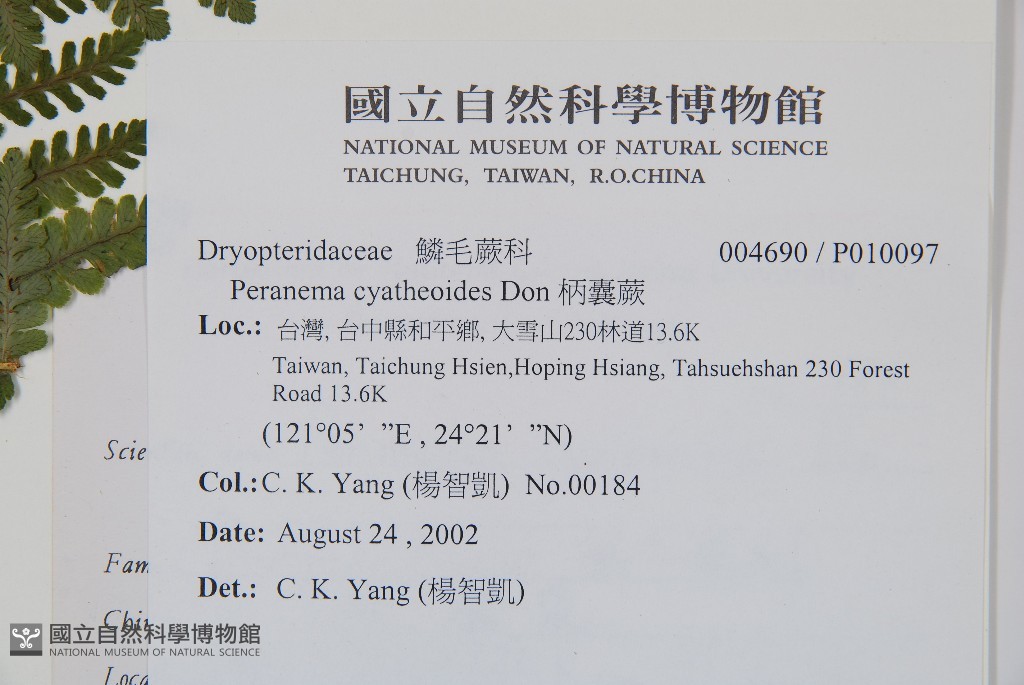 國立自然科學博物館
NATIONAL MUSEUM OF NATURAL SCIENCE
TAICHUNG, TAIWAN, R.O.CHINA
Dryopteridaceae 鱗毛蕨科 004690 / P010097
Peranema cyatheoides Don 柄囊蕨
Loc.: 台灣, 台中縣和平鄉, 大雪山230林道13.6K
Taiwan, Taichung Hsien,Hoping Hsiang, Tahsuehshan 230 Forest
Road 13.6K
(121°05’ ”E , 24°21’ ”N)
Col.: C. K. Yang (楊智凱) No.00184
Date: August 24 , 2002
Det.: C. K. Yang (楊智凱)
Scie
Fam
Chin
Loca
國立自然科學博物館
NATIONAL MUSEUM OF NATURAL SCIENCE